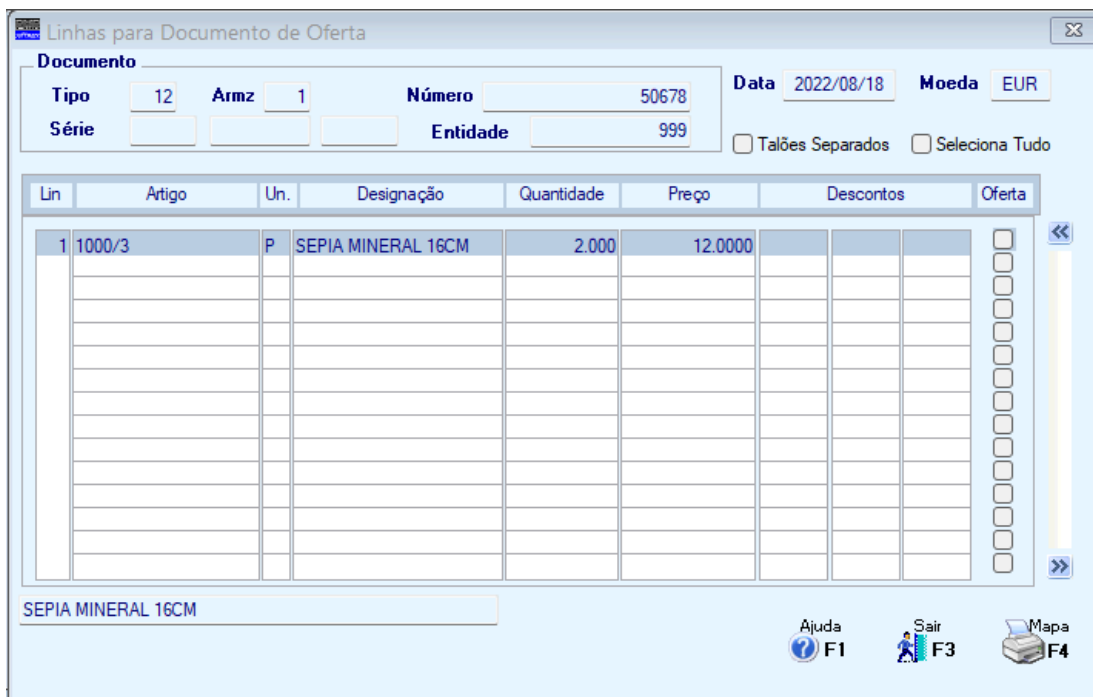 Linhas para Documento de Oferta
Documento
Tipo 12 Armz 1 Número 50678 Data 2022/08/18 Moeda EUR
Série Entidade 999
Talões Separados Seleciona Tudo
Lin Artigo Un. Designação Quantidade Preço Descontos Oferta
1 1000/3 P SEPIA MINERAL 16CM 2.000 12.0000
SEPIA MINERAL 16CM
Ajuda F1 Sair F3 Mapa F4